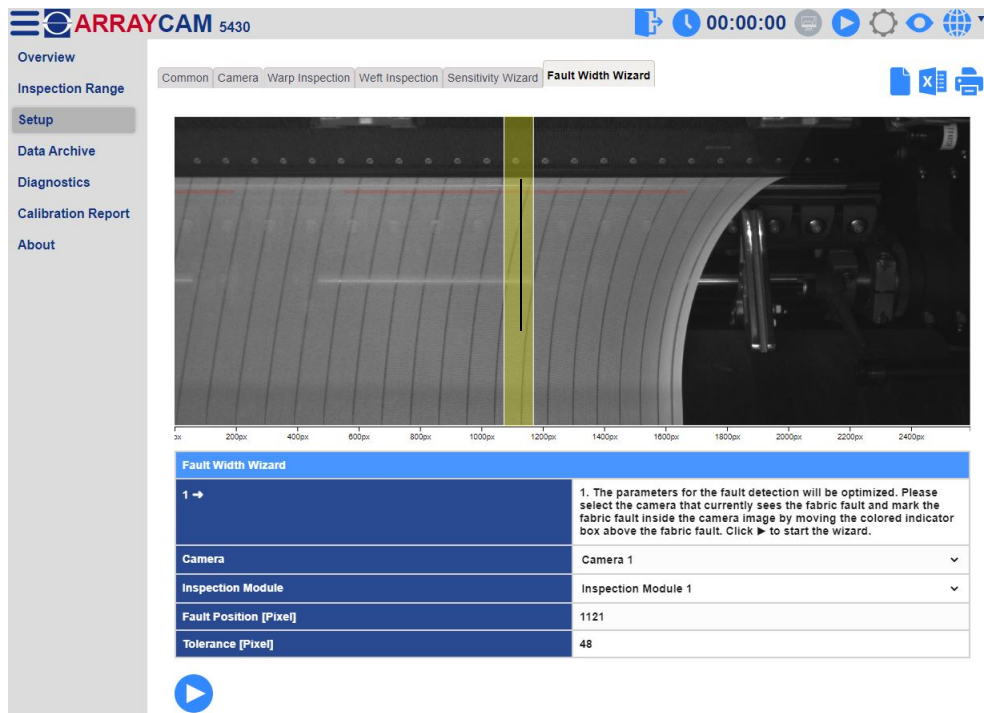 ARRAYCAM 5430
00:00:00
Overview
Inspection Range
Setup
Data Archive
Diagnostics
Calibration Report
About
Common Camera Warp Inspection Weft Inspection Sensitivity Wizard Fault Width Wizard
px 200px 400px 600px 800px 1000px 1200px 1400px 1600px 1800px 2000px 2200px 2400px
Fault Width Wizard
1 ➔
1. The parameters for the fault detection will be optimized. Please
select the camera that currently sees the fabric fault and mark the
fabric fault inside the camera image by moving the colored indicator
box above the fabric fault. Click ► to start the wizard.
Camera
Camera 1
Inspection Module
Inspection Module 1
Fault Position [Pixel]
1121
Tolerance [Pixel]
48